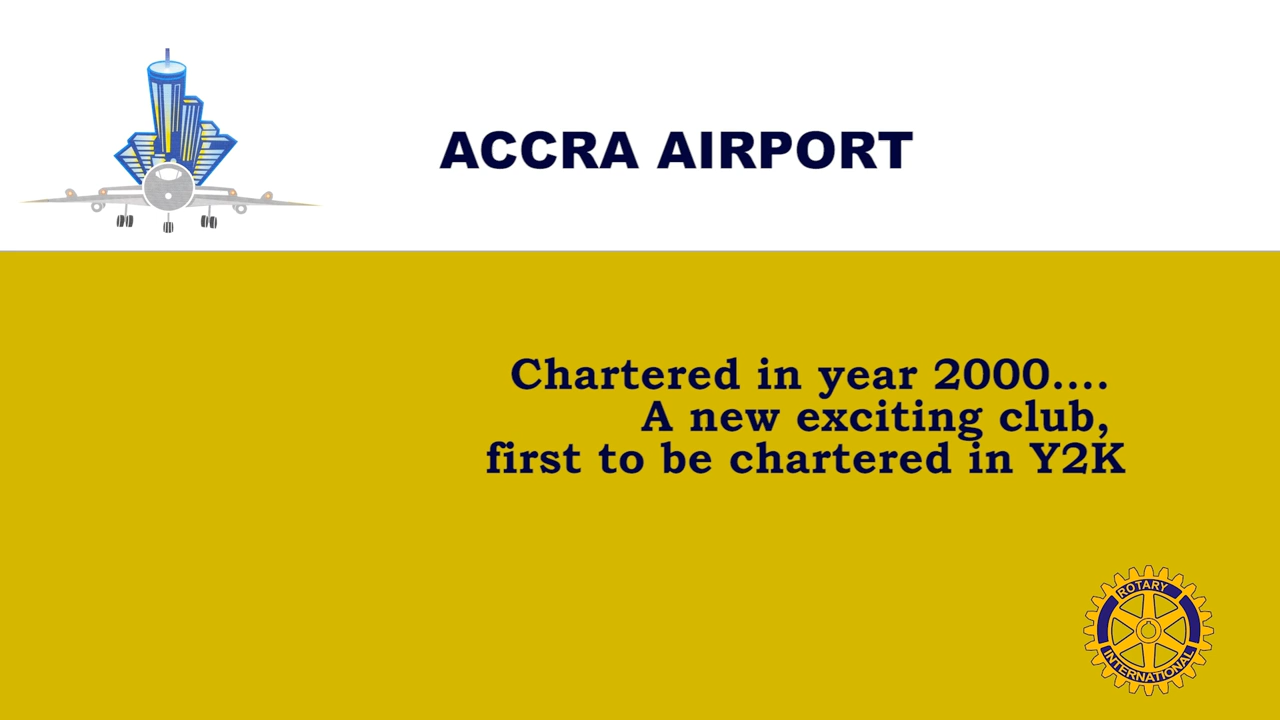 ACCRA AIRPORT
Chartered in year 2000....
A new exciting club,
first to be chartered in Y2K
ROTARY
INTERNATIONAL